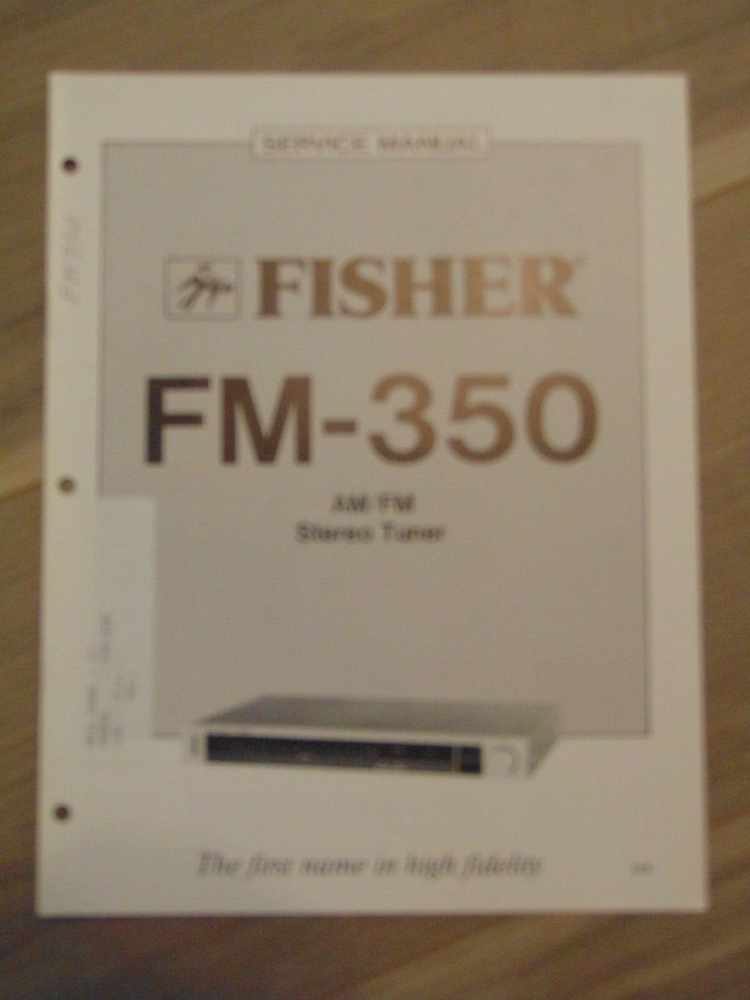 SERVICE MANUAL
FISHER
FM-350
AM/FM
Stereo Tuner
The first name in high fidelity